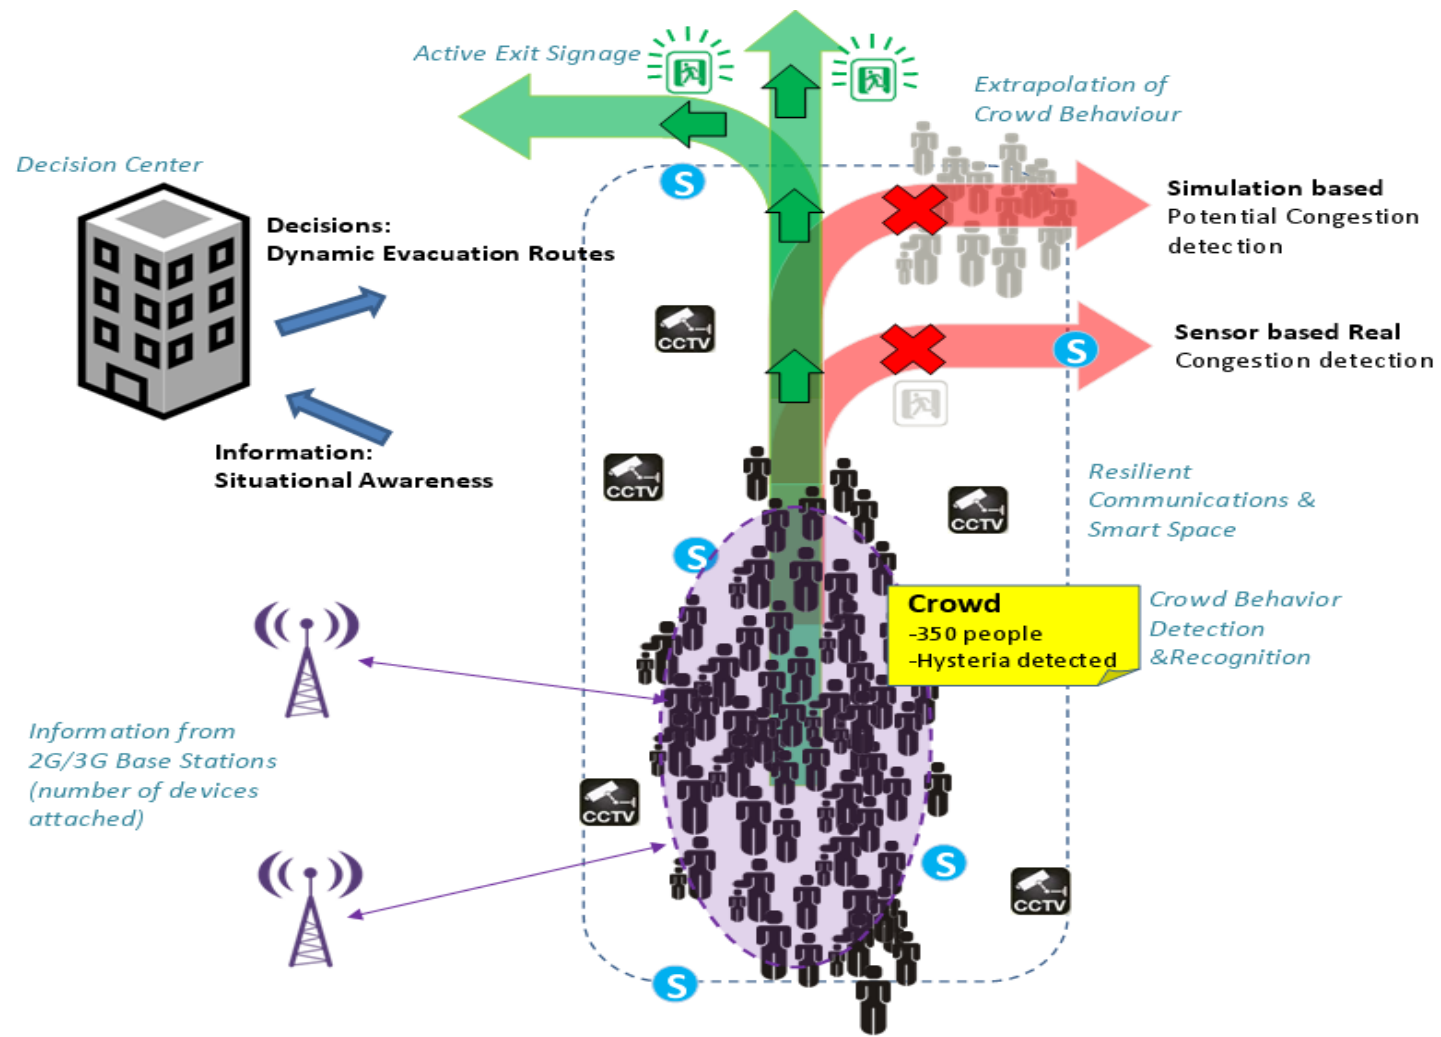 Active Exit Signage
Extrapolation of
Crowd Behaviour
Decision Center
S
Simulation based
Potential Congestion
detection
Decisions:
Dynamic Evacuation Routes
CCTV
Sensor based Real
Congestion detection
S
Information:
Situational Awareness
CCTV
CCTV
Resilient
Communications &
Smart Space
S
Crowd
-350 people
-Hysteria detected
Crowd Behavior
Detection
&Recognition
Information from
2G/3G Base Stations
(number of devices
attached)
CCTV
S
CCTV
S